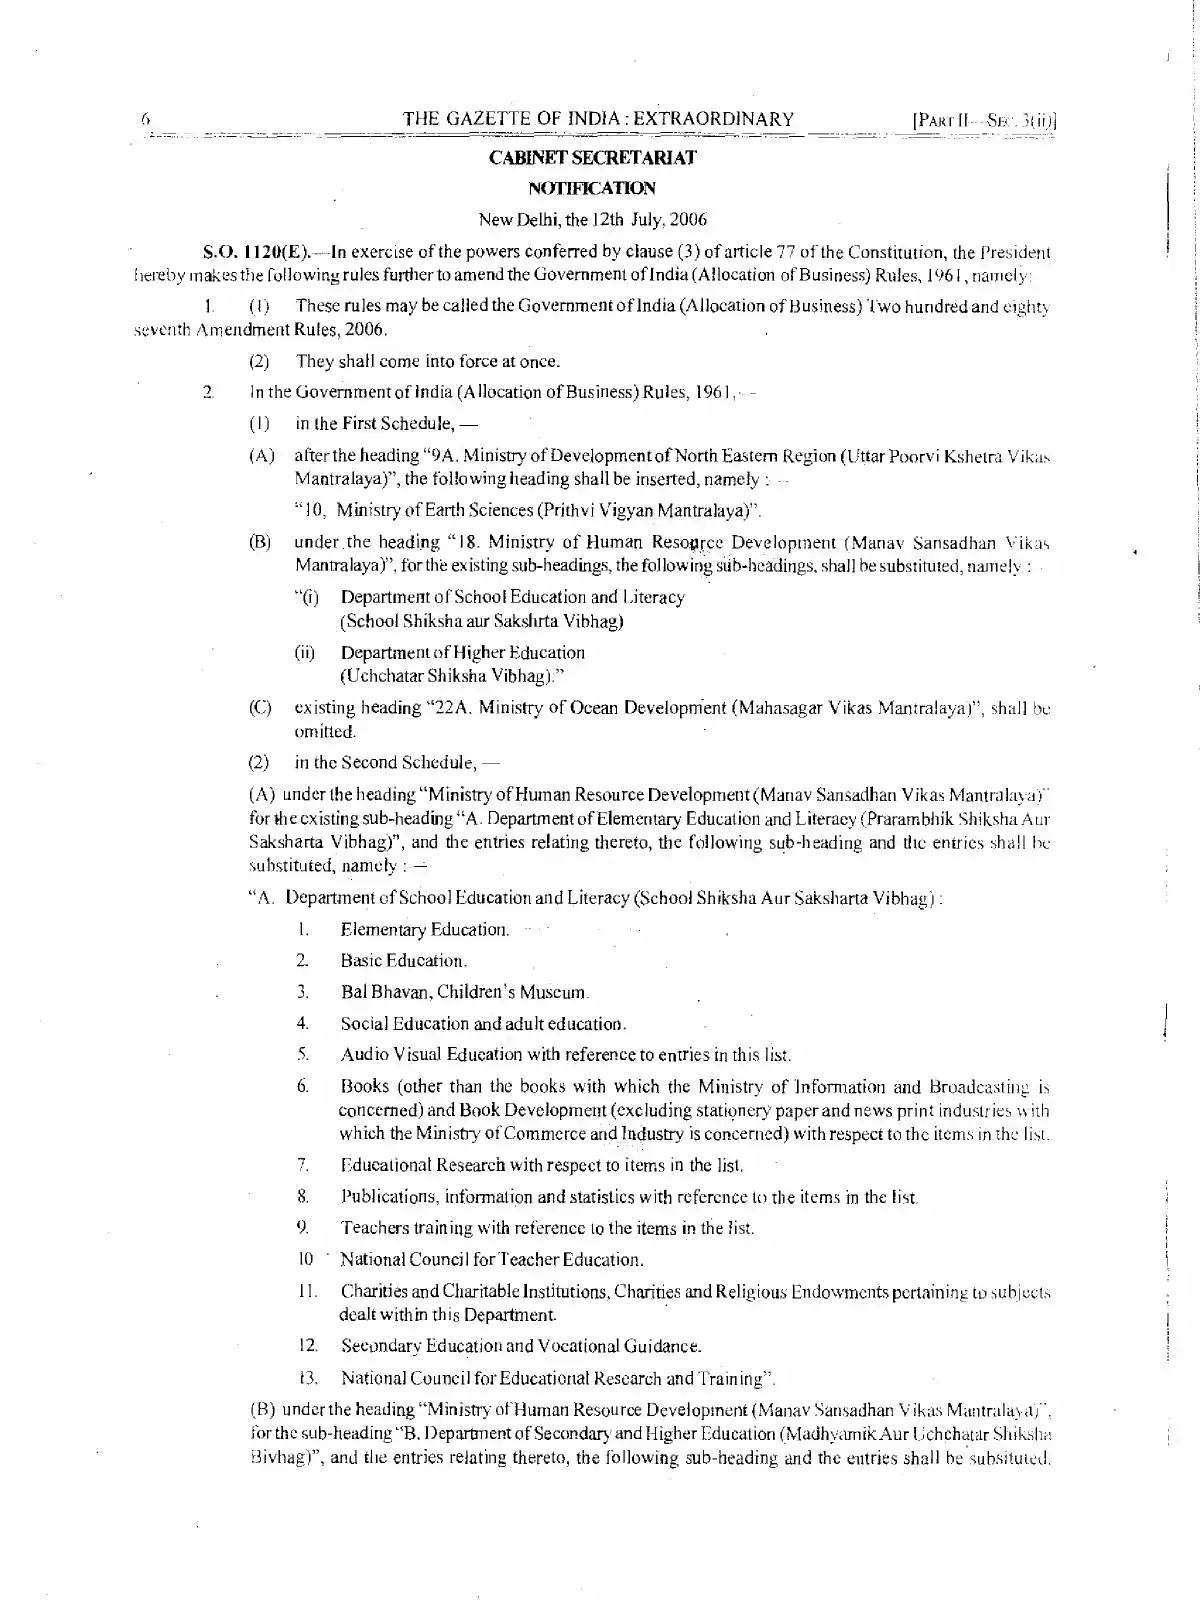 6 THE GAZETTE OF INDIA : EXTRAORDINARY [PART II—SEC. 3(ii)]
CABINET SECRETARIAT
NOTIFICATION
New Delhi, the 12th July, 2006
S.O. 1120(E).—In exercise of the powers conferred by clause (3) of article 77 of the Constitution, the President
hereby makes the following rules further to amend the Government of India (Allocation of Business) Rules, 1961, namely:
1. (1) These rules may be called the Government of India (Allocation of Business) Two hundred and eighty
seventh Amendment Rules, 2006.
(2) They shall come into force at once.
2. In the Government of India (Allocation of Business) Rules, 1961,—
(1) in the First Schedule, —
(A) after the heading “9A. Ministry of Development of North Eastern Region (Uttar Poorvi Kshetra Vikas
Mantralaya)”, the following heading shall be inserted, namely : —
“10, Ministry of Earth Sciences (Prithvi Vigyan Mantralaya)”.
(B) under the heading “18. Ministry of Human Resource Development (Manav Sansadhan Vikas
Mantralaya)”, for the existing sub-headings, the following sub-headings, shall be substituted, namely : -
“(i) Department of School Education and Literacy
(School Shiksha aur Sakshrta Vibhag)
(ii) Department of Higher Education
(Uchchatar Shiksha Vibhag).”
(C) existing heading “22A. Ministry of Ocean Development (Mahasagar Vikas Mantralaya)”, shall be
omitted.
(2) in the Second Schedule, —
(A) under the heading “Ministry of Human Resource Development (Manav Sansadhan Vikas Mantralaya)”
for the existing sub-heading “A. Department of Elementary Education and Literacy (Prarambhik Shiksha Aur
Saksharta Vibhag)”, and the entries relating thereto, the following sub-heading and the entries shall be
substituted, namely : —
“A. Department of School Education and Literacy (School Shiksha Aur Saksharta Vibhag) :
1. Elementary Education.
2. Basic Education.
3. Bal Bhavan, Children's Museum.
4. Social Education and adult education.
5. Audio Visual Education with reference to entries in this list.
6. Books (other than the books with which the Ministry of Information and Broadcasting is
concerned) and Book Development (excluding stationery paper and news print industries with
which the Ministry of Commerce and Industry is concerned) with respect to the items in the list.
7. Educational Research with respect to items in the list.
8. Publications, information and statistics with reference to the items in the list.
9. Teachers training with reference to the items in the list.
10 National Council for Teacher Education.
11. Charities and Charitable Institutions, Charities and Religious Endowments pertaining to subjects
dealt within this Department.
12. Secondary Education and Vocational Guidance.
13. National Council for Educational Research and Training”.
(B) under the heading “Ministry of Human Resource Development (Manav Sansadhan Vikas Mantralaya)”,
for the sub-heading “B. Department of Secondary and Higher Education (Madhyamik Aur Uchchatar Shiksha
Bivhag)”, and the entries relating thereto, the following sub-heading and the entries shall be subsituted,